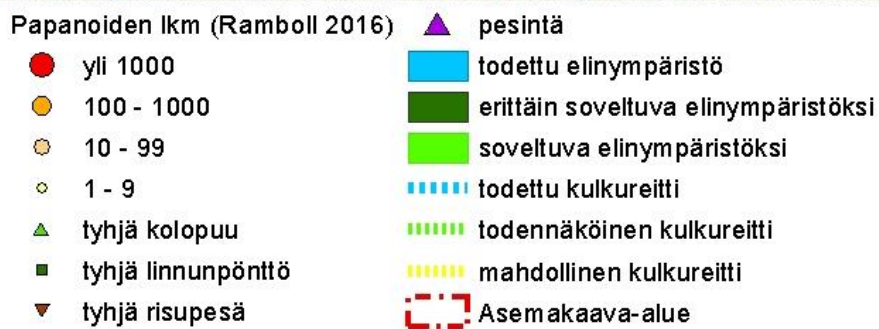 Papanoiden lkm (Ramboll 2016)
yli 1000
100 - 1000
10 - 99
1 - 9
tyhjä kolopuu
tyhjä linnunpönttö
tyhjä risupesä
pesintä
todettu elinympäristö
erittäin soveltuva elinympäristöksi
soveltuva elinympäristöksi
todettu kulkureitti
todennäköinen kulkureitti
mahdollinen kulkureitti
Asemakaava-alue